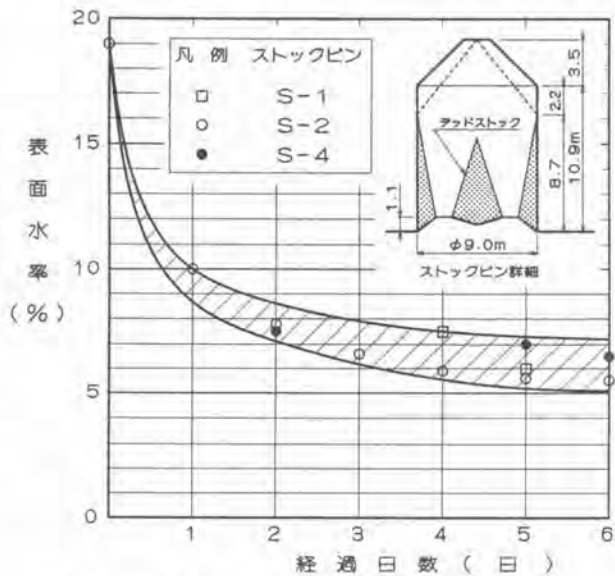 20
15
10
5
0
1
2
3
4
5
6
表面水率
(%)
経過日数(日)
凡例 ストックピン
S-1
S-2
S-4
デッドストック
3.5
2.2
10.9m
8.7
1.1
φ9.0m
ストックピン詳細